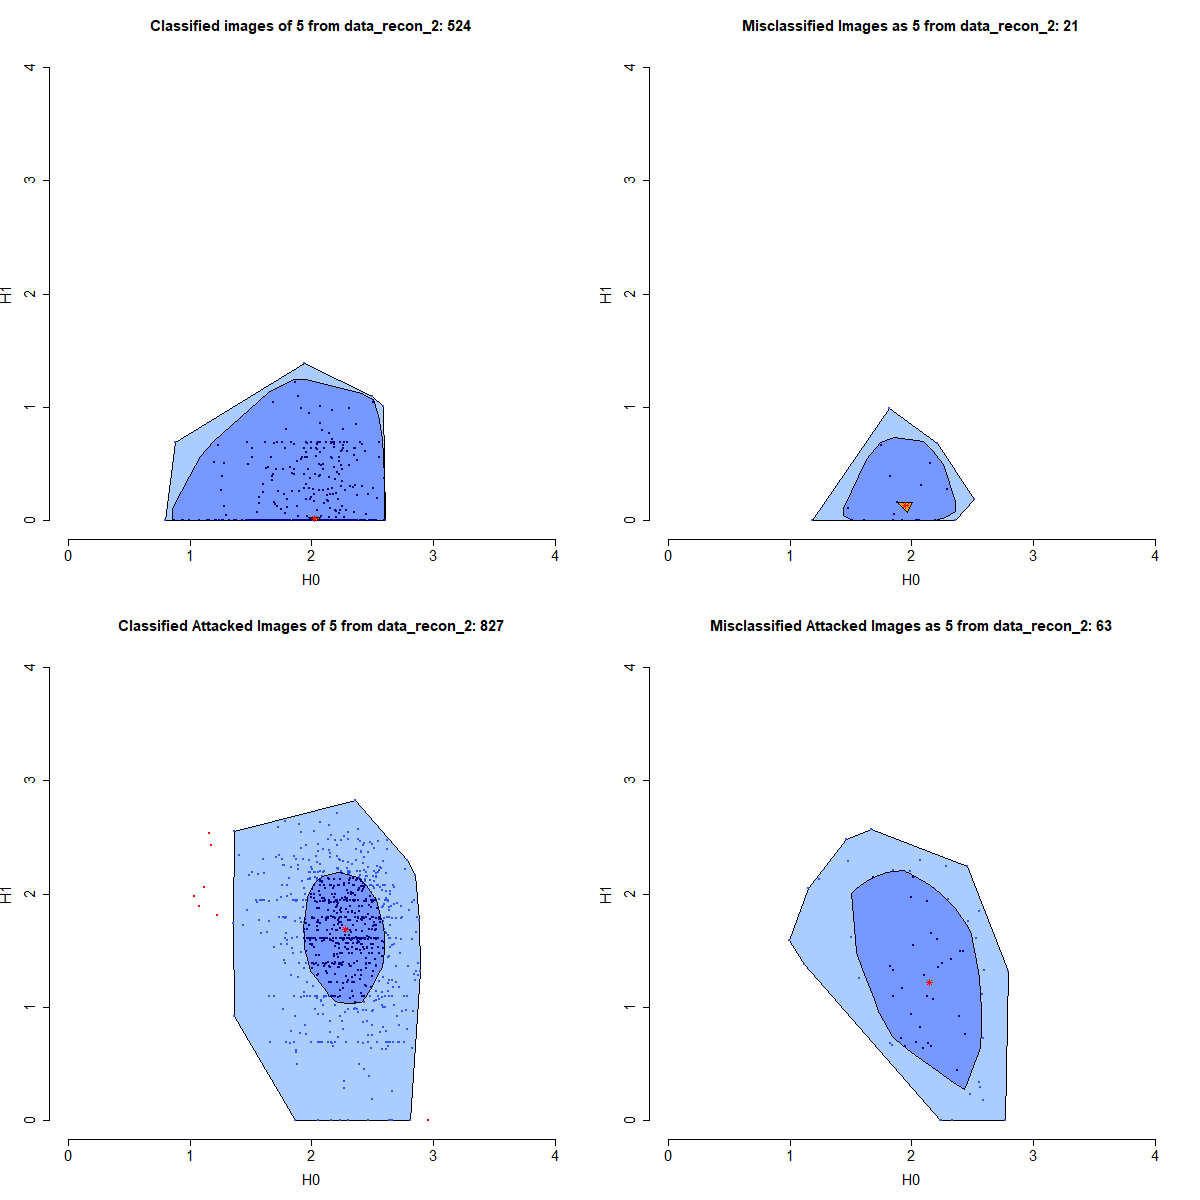 Classified images of 5 from data_recon_2: 524
4
3
2
1
0
H1
0 1 2 3 4
H0
Misclassified Images as 5 from data_recon_2: 21
4
3
2
1
0
H1
0 1 2 3 4
H0
Classified Attacked Images of 5 from data_recon_2: 827
4
3
2
1
0
H1
0 1 2 3 4
H0
Misclassified Attacked Images as 5 from data_recon_2: 63
4
3
2
1
0
H1
0 1 2 3 4
H0